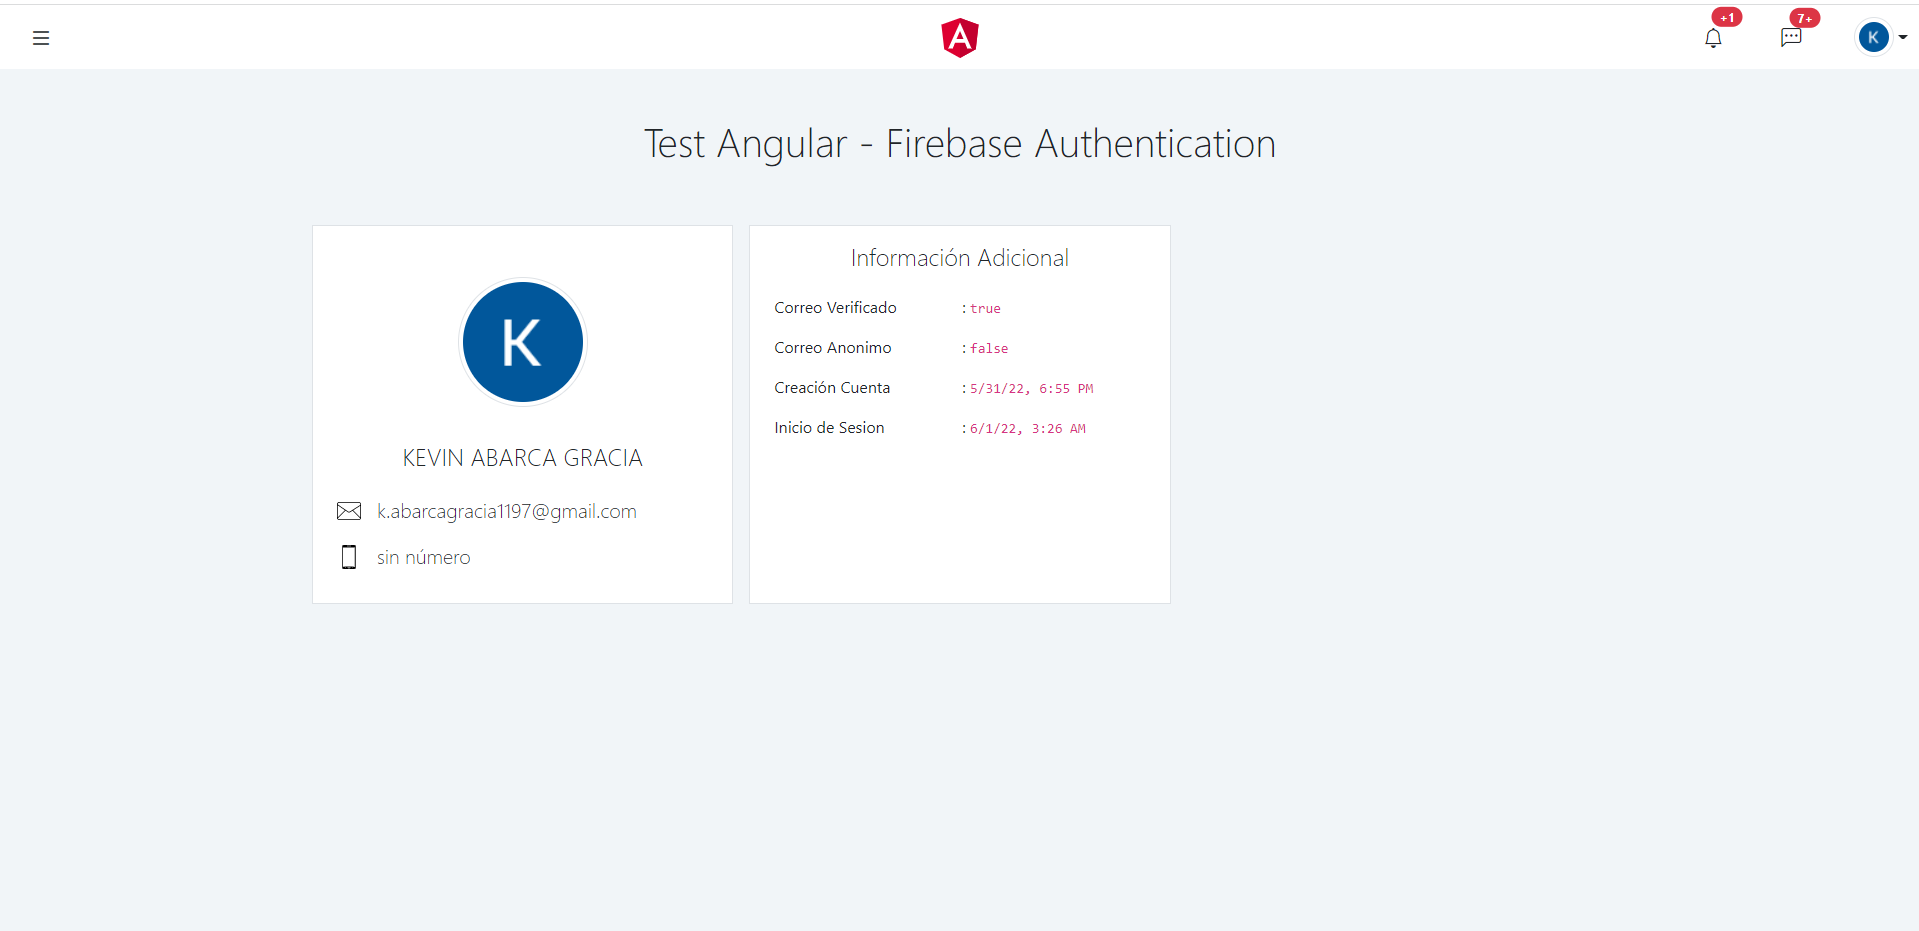 A
+1
7+
K
Test Angular - Firebase Authentication
K
KEVIN ABARCA GRACIA
k.abarcagracia1197@gmail.com
sin número
Información Adicional
Correo Verificado : true
Correo Anonimo : false
Creación Cuenta : 5/31/22, 6:55 PM
Inicio de Sesion : 6/1/22, 3:26 AM